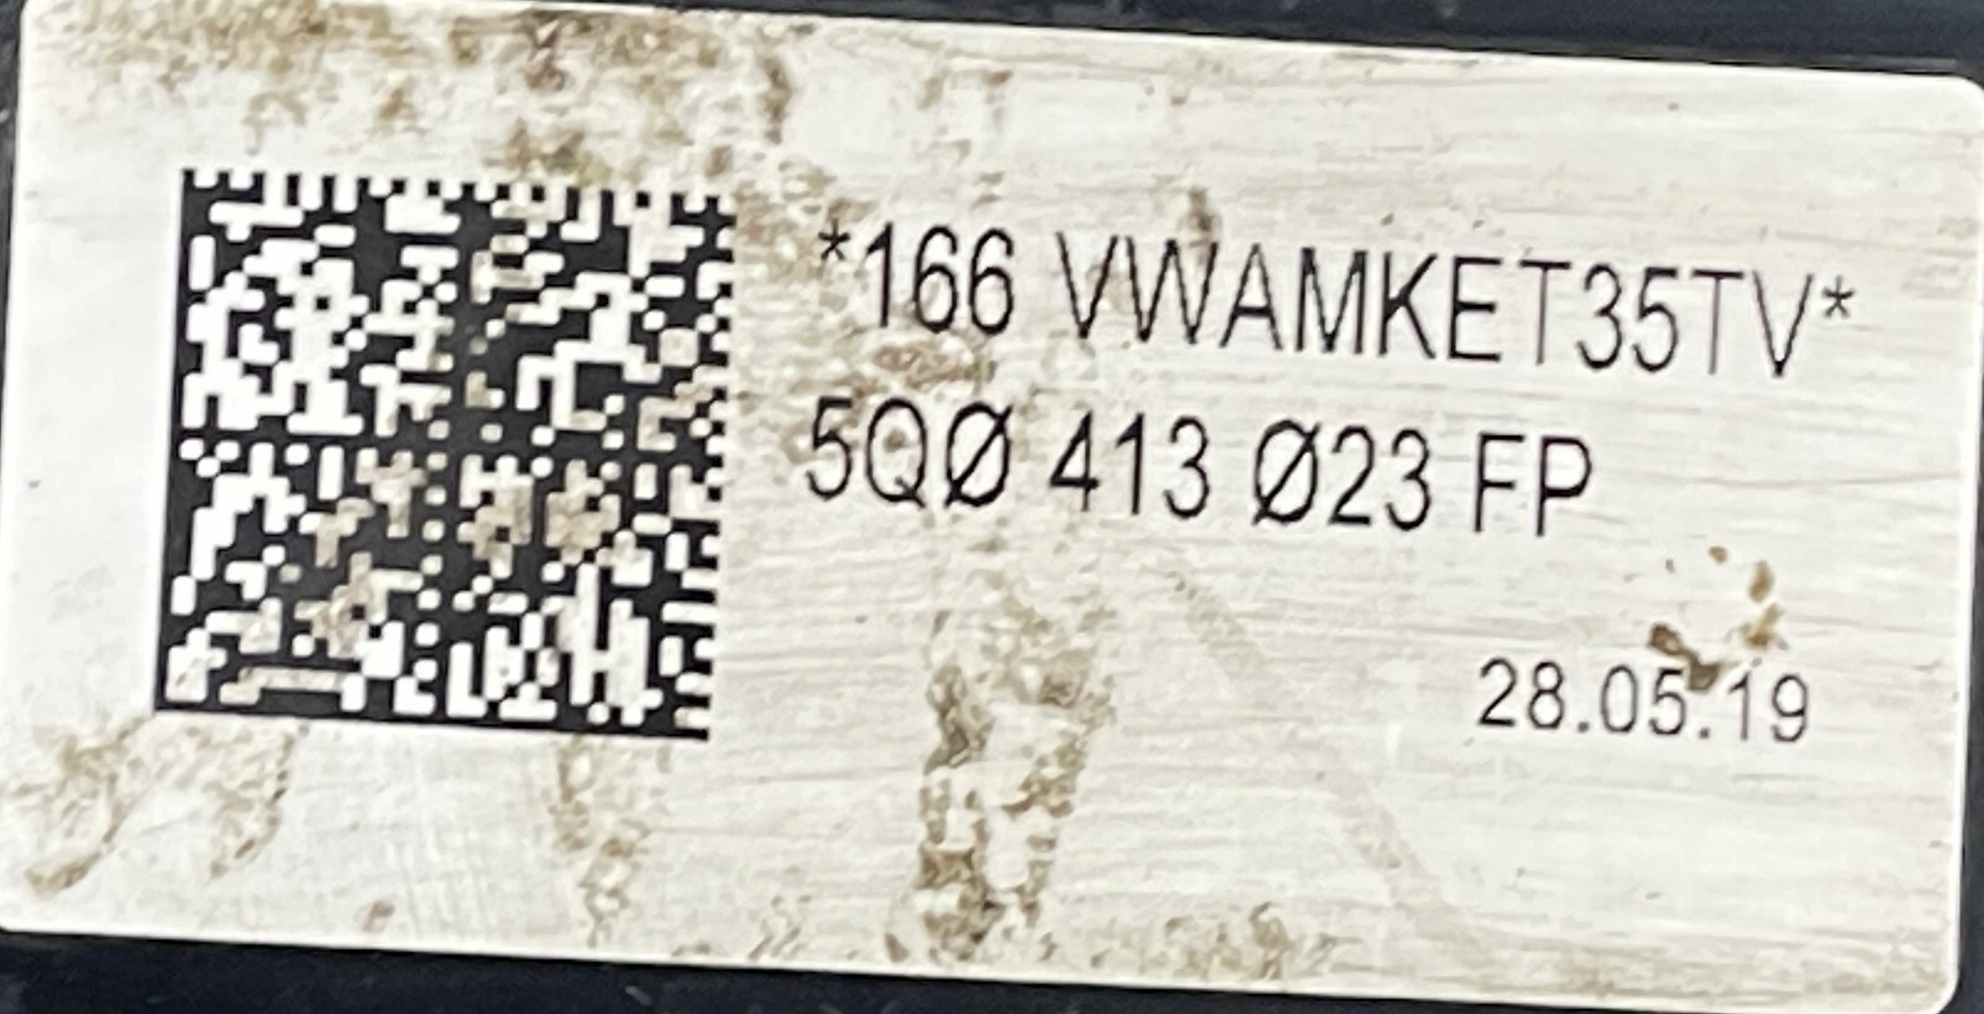 *166 VWAMKET35TV*
5QØ 413 Ø23 FP
28.05.19